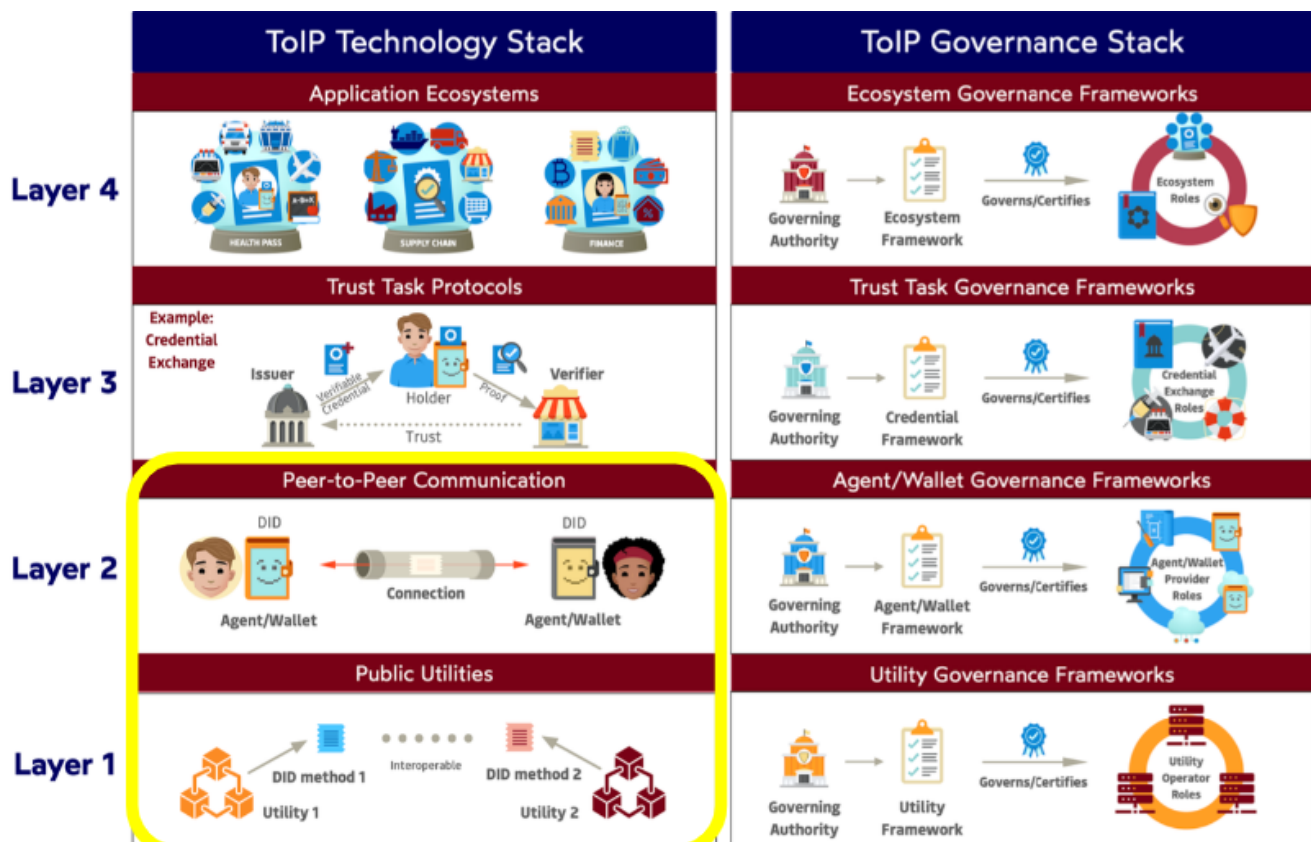 ToIP Technology Stack
ToIP Governance Stack
Layer 4
Application Ecosystems
A-B-K
HEALTH PASS
SUPPLY CHAIN
FINANCE
Ecosystem Governance Frameworks
Governing
Authority
Ecosystem
Framework
Governs/Certifies
Ecosystem
Roles
Layer 3
Trust Task Protocols
Example:
Credential
Exchange
Issuer
Verifiable
Credential
Holder
Proof
Verifier
Trust
Trust Task Governance Frameworks
Governing
Authority
Credential
Framework
Governs/Certifies
Credential
Exchange
Roles
Layer 2
Peer-to-Peer Communication
DID
Agent/Wallet
Connection
DID
Agent/Wallet
Agent/Wallet Governance Frameworks
Governing
Authority
Agent/Wallet
Framework
Governs/Certifies
Agent/Wallet
Provider
Roles
Layer 1
Public Utilities
DID method 1
Utility 1
Interoperable
DID method 2
Utility 2
Utility Governance Frameworks
Governing
Authority
Utility
Framework
Governs/Certifies
Utility
Operator
Roles